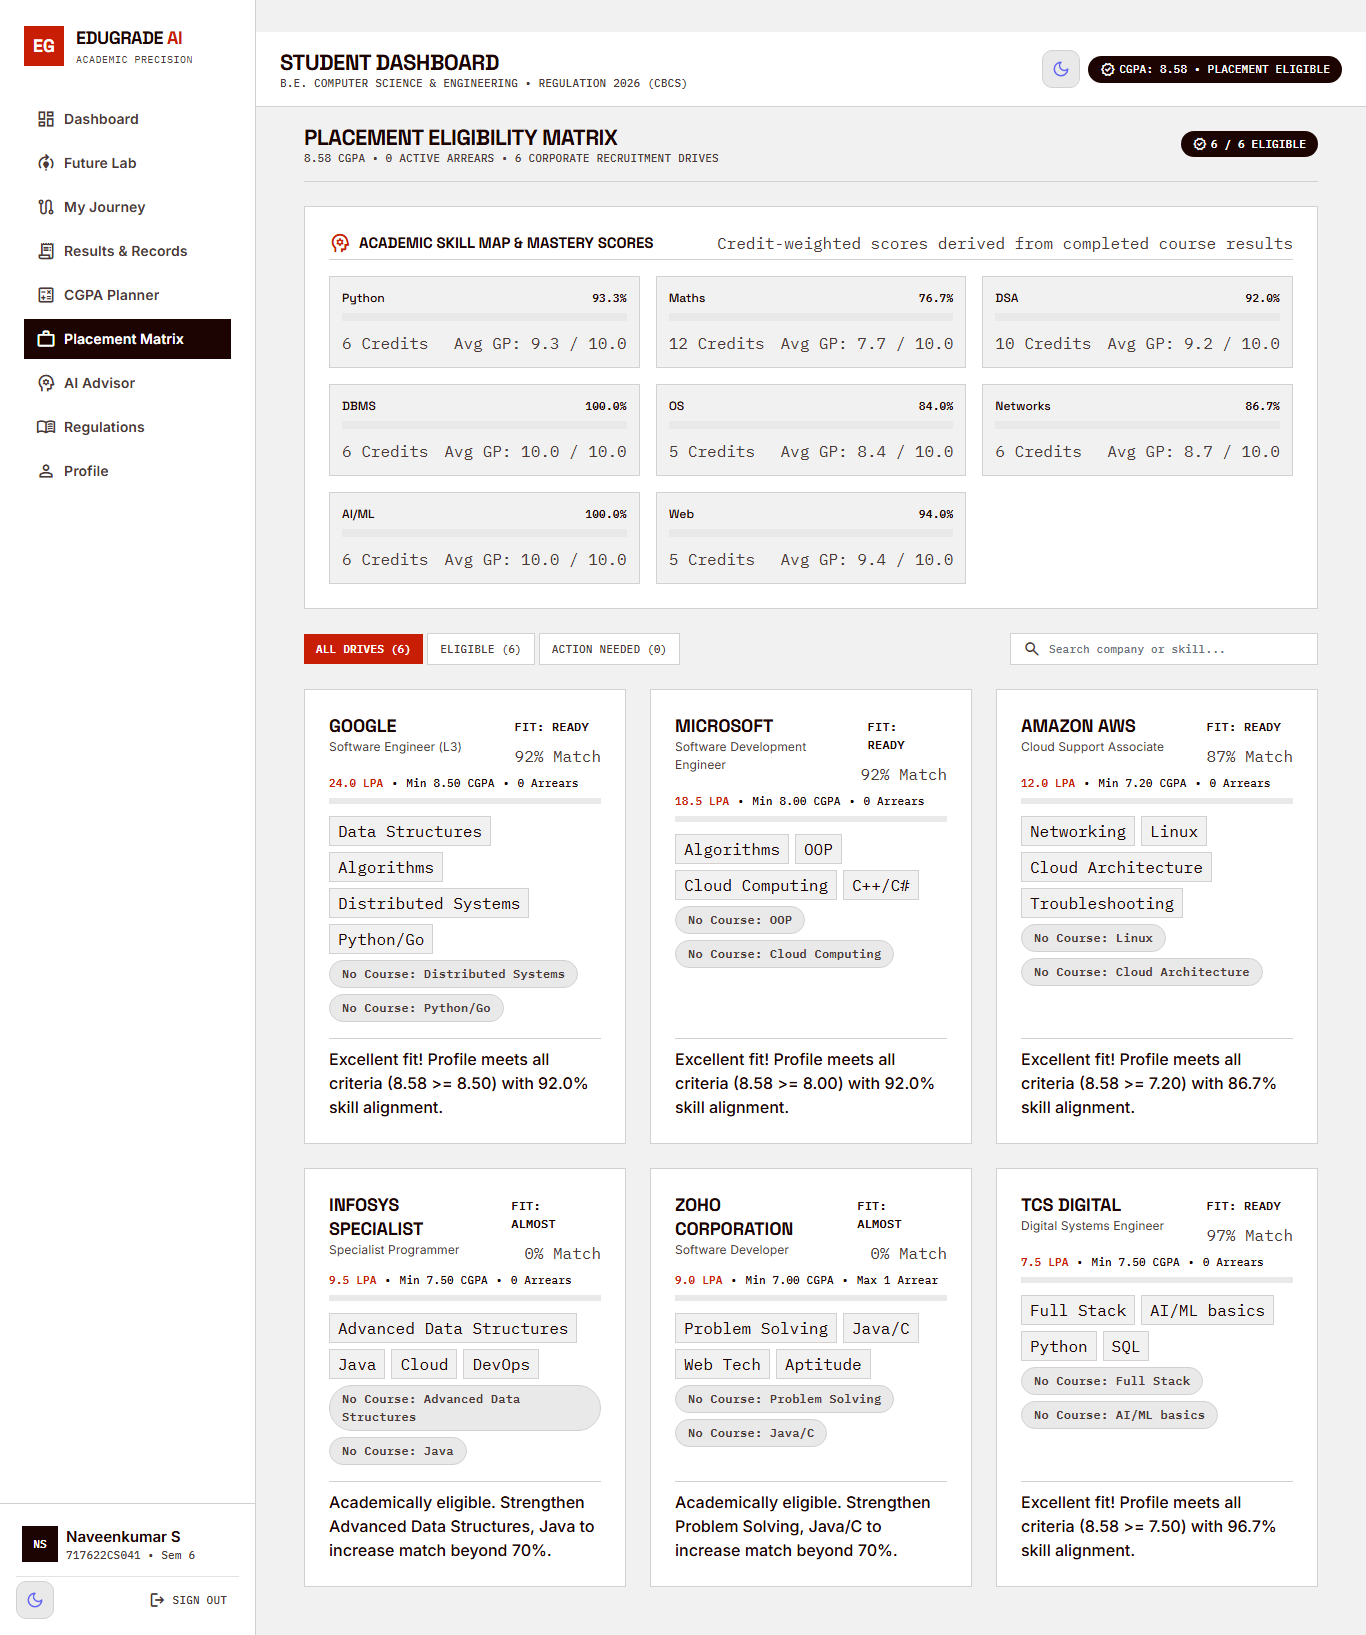 EG
EDUGRADE AI
ACADEMIC PRECISION
Dashboard
Future Lab
My Journey
Results & Records
CGPA Planner
Placement Matrix
AI Advisor
Regulations
Profile
NS
Naveenkumar S
717622CS041 • Sem 6
SIGN OUT
STUDENT DASHBOARD
B.E. COMPUTER SCIENCE & ENGINEERING • REGULATION 2026 (CBCS)
CGPA: 8.58 • PLACEMENT ELIGIBLE
PLACEMENT ELIGIBILITY MATRIX
8.58 CGPA • 0 ACTIVE ARREARS • 6 CORPORATE RECRUITMENT DRIVES
6 / 6 ELIGIBLE
ACADEMIC SKILL MAP & MASTERY SCORES
Credit-weighted scores derived from completed course results
Python 93.3%
6 Credits Avg GP: 9.3 / 10.0
Maths 76.7%
12 Credits Avg GP: 7.7 / 10.0
DSA 92.0%
10 Credits Avg GP: 9.2 / 10.0
DBMS 100.0%
6 Credits Avg GP: 10.0 / 10.0
OS 84.0%
5 Credits Avg GP: 8.4 / 10.0
Networks 86.7%
6 Credits Avg GP: 8.7 / 10.0
AI/ML 100.0%
6 Credits Avg GP: 10.0 / 10.0
Web 94.0%
5 Credits Avg GP: 9.4 / 10.0
ALL DRIVES (6)
ELIGIBLE (6)
ACTION NEEDED (0)
Search company or skill...
GOOGLE
Software Engineer (L3)
FIT: READY
92% Match
24.0 LPA • Min 8.50 CGPA • 0 Arrears
Data Structures
Algorithms
Distributed Systems
Python/Go
No Course: Distributed Systems
No Course: Python/Go
Excellent fit! Profile meets all
criteria (8.58 >= 8.50) with 92.0%
skill alignment.
MICROSOFT
Software Development
Engineer
FIT:
READY
92% Match
18.5 LPA • Min 8.00 CGPA • 0 Arrears
Algorithms OOP
Cloud Computing C++/C#
No Course: OOP
No Course: Cloud Computing
Excellent fit! Profile meets all
criteria (8.58 >= 8.00) with 92.0%
skill alignment.
AMAZON AWS
Cloud Support Associate
FIT: READY
87% Match
12.0 LPA • Min 7.20 CGPA • 0 Arrears
Networking Linux
Cloud Architecture
Troubleshooting
No Course: Linux
No Course: Cloud Architecture
Excellent fit! Profile meets all
criteria (8.58 >= 7.20) with 86.7%
skill alignment.
INFOSYS
SPECIALIST
Specialist Programmer
FIT:
ALMOST
0% Match
9.5 LPA • Min 7.50 CGPA • 0 Arrears
Advanced Data Structures
Java Cloud DevOps
No Course: Advanced Data
Structures
No Course: Java
Academically eligible. Strengthen
Advanced Data Structures, Java to
increase match beyond 70%.
ZOHO
CORPORATION
Software Developer
FIT:
ALMOST
0% Match
9.0 LPA • Min 7.00 CGPA • Max 1 Arrear
Problem Solving Java/C
Web Tech Aptitude
No Course: Problem Solving
No Course: Java/C
Academically eligible. Strengthen
Problem Solving, Java/C to
increase match beyond 70%.
TCS DIGITAL
Digital Systems Engineer
FIT: READY
97% Match
7.5 LPA • Min 7.50 CGPA • 0 Arrears
Full Stack AI/ML basics
Python SQL
No Course: Full Stack
No Course: AI/ML basics
Excellent fit! Profile meets all
criteria (8.58 >= 7.50) with 96.7%
skill alignment.